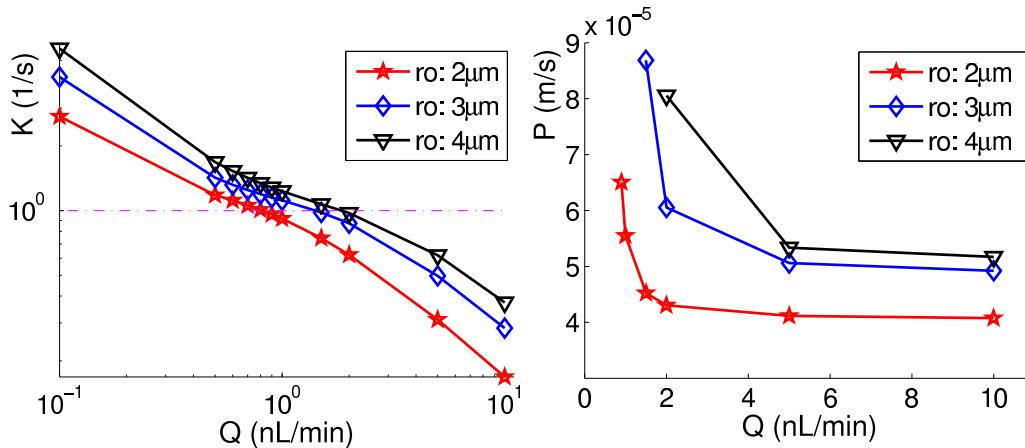 K (1/s)
10⁰
10⁻¹
10⁰
10¹
Q (nL/min)
ro: 2μm
ro: 3μm
ro: 4μm
x 10⁻⁵
P (m/s)
9
8
7
6
5
4
0
2
4
6
8
10
Q (nL/min)
ro: 2μm
ro: 3μm
ro: 4μm